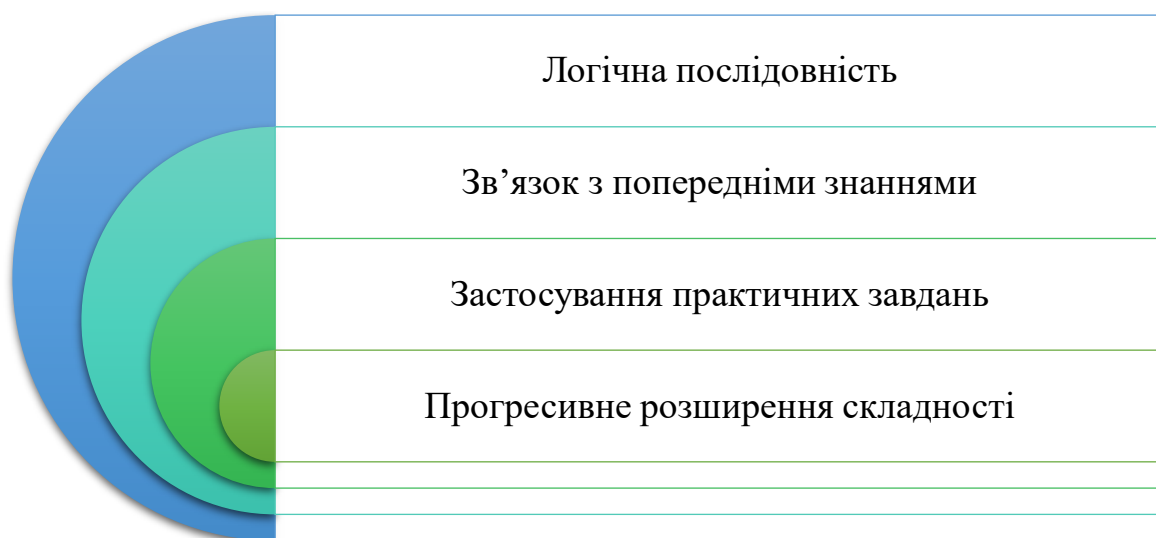 Логічна послідовність
Зв’язок з попередніми знаннями
Застосування практичних завдань
Прогресивне розширення складності